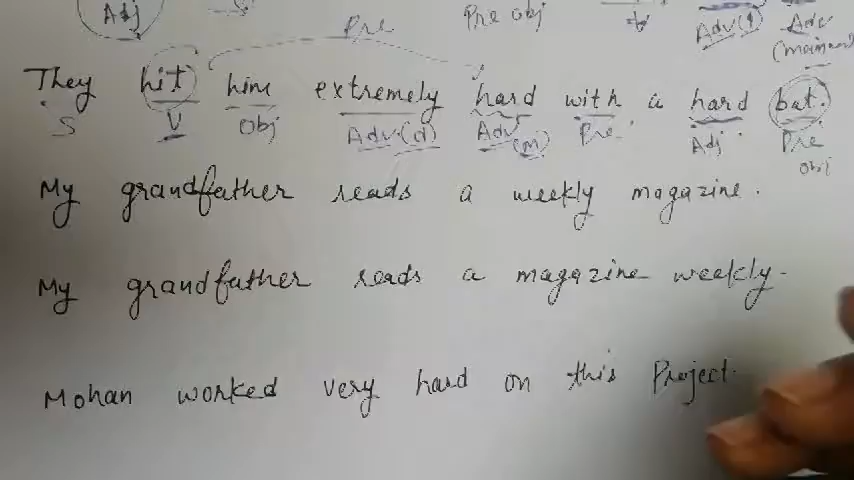 Adj S Pre obj Adv(d) Adv
Pre (manner)
They hit him extremely hard with a hard bat.
S V Obj Adv(d) Adv (m) Pre Adj Pre obj
My grandfather reads a weekly magazine.
My grandfather reads a magazine weekly.
Mohan worked very hard on this Project.